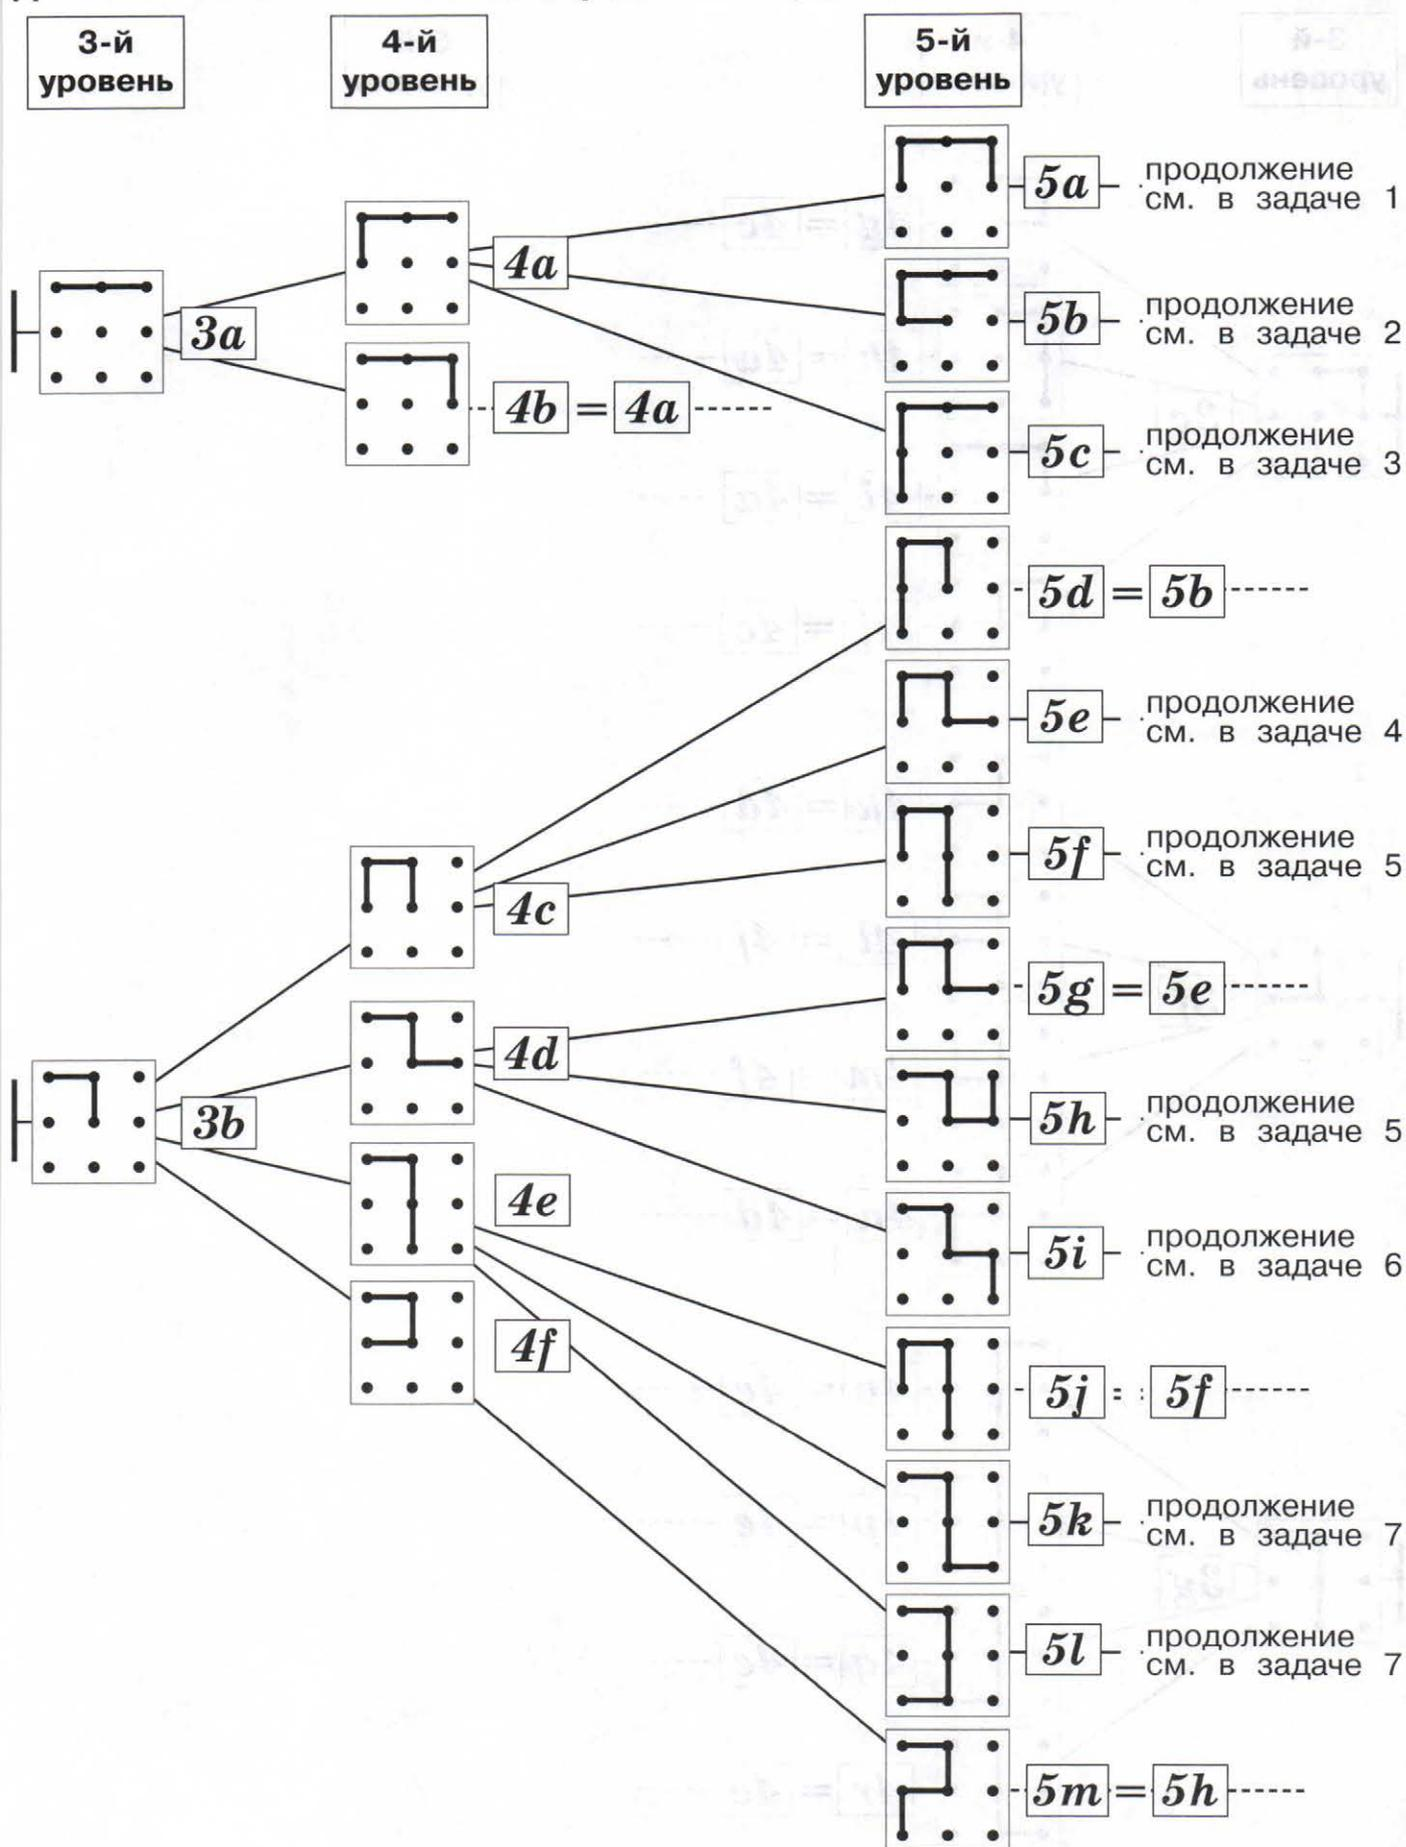 3-й
уровень
4-й
уровень
5-й
уровень
5a
продолжение
см. в задаче 1
4a
3a
5b
продолжение
см. в задаче 2
4b = 4a
5c
продолжение
см. в задаче 3
5d = 5b
5e
продолжение
см. в задаче 4
4c
5f
продолжение
см. в задаче 5
5g = 5e
4d
3b
5h
продолжение
см. в задаче 5
4e
5i
продолжение
см. в задаче 6
4f
5j = 5f
5k
продолжение
см. в задаче 7
5l
продолжение
см. в задаче 7
5m = 5h